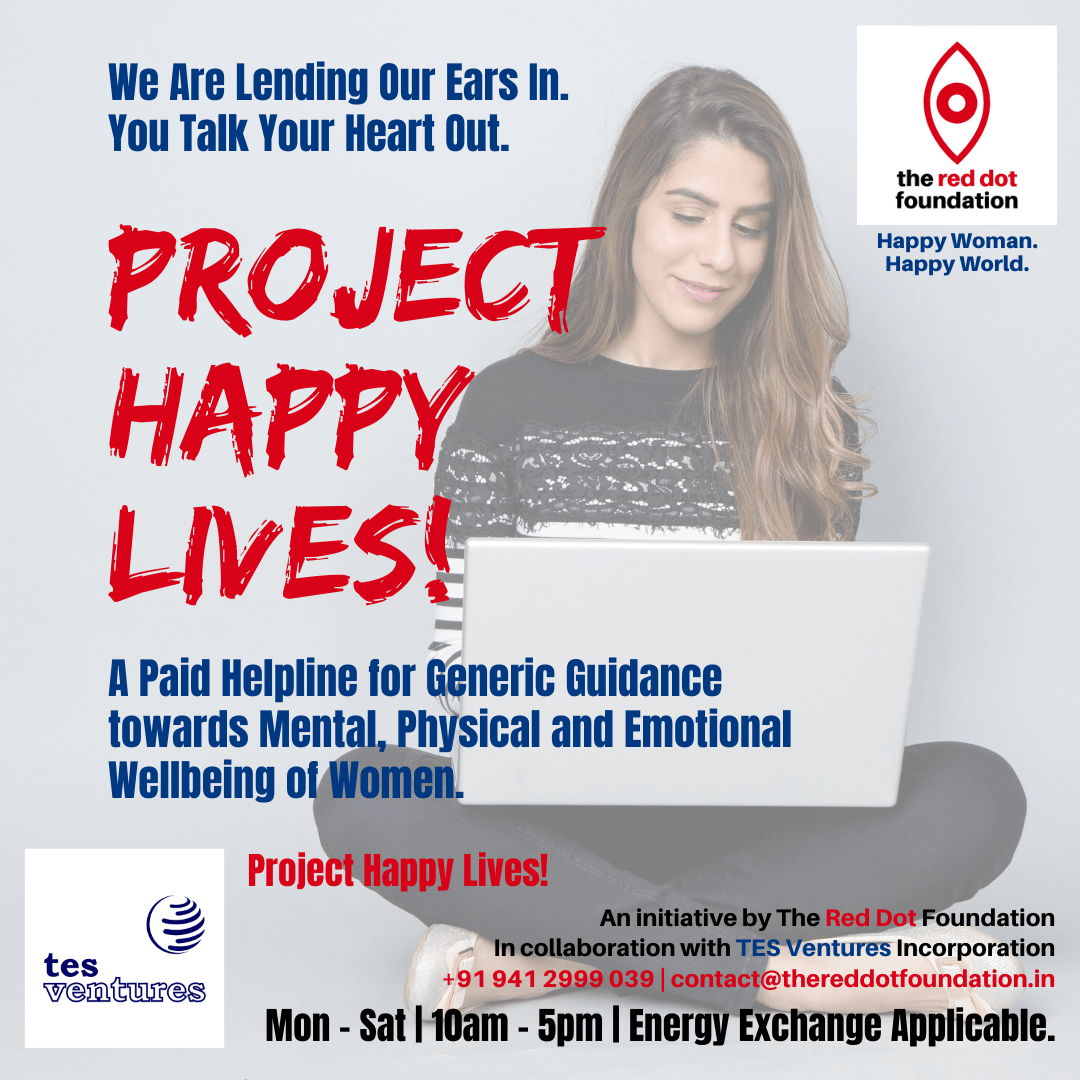 We Are Lending Our Ears In.
You Talk Your Heart Out.
the red dot
foundation
Happy Woman.
Happy World.
PROJECT
HAPPY
LIVES!
A Paid Helpline for Generic Guidance
towards Mental, Physical and Emotional
Wellbeing of Women.
tes
ventures
Project Happy Lives!
An initiative by The Red Dot Foundation
In collaboration with TES Ventures Incorporation
+91 941 2999 039 | contact@thereddotfoundation.in
Mon - Sat | 10am - 5pm | Energy Exchange Applicable.